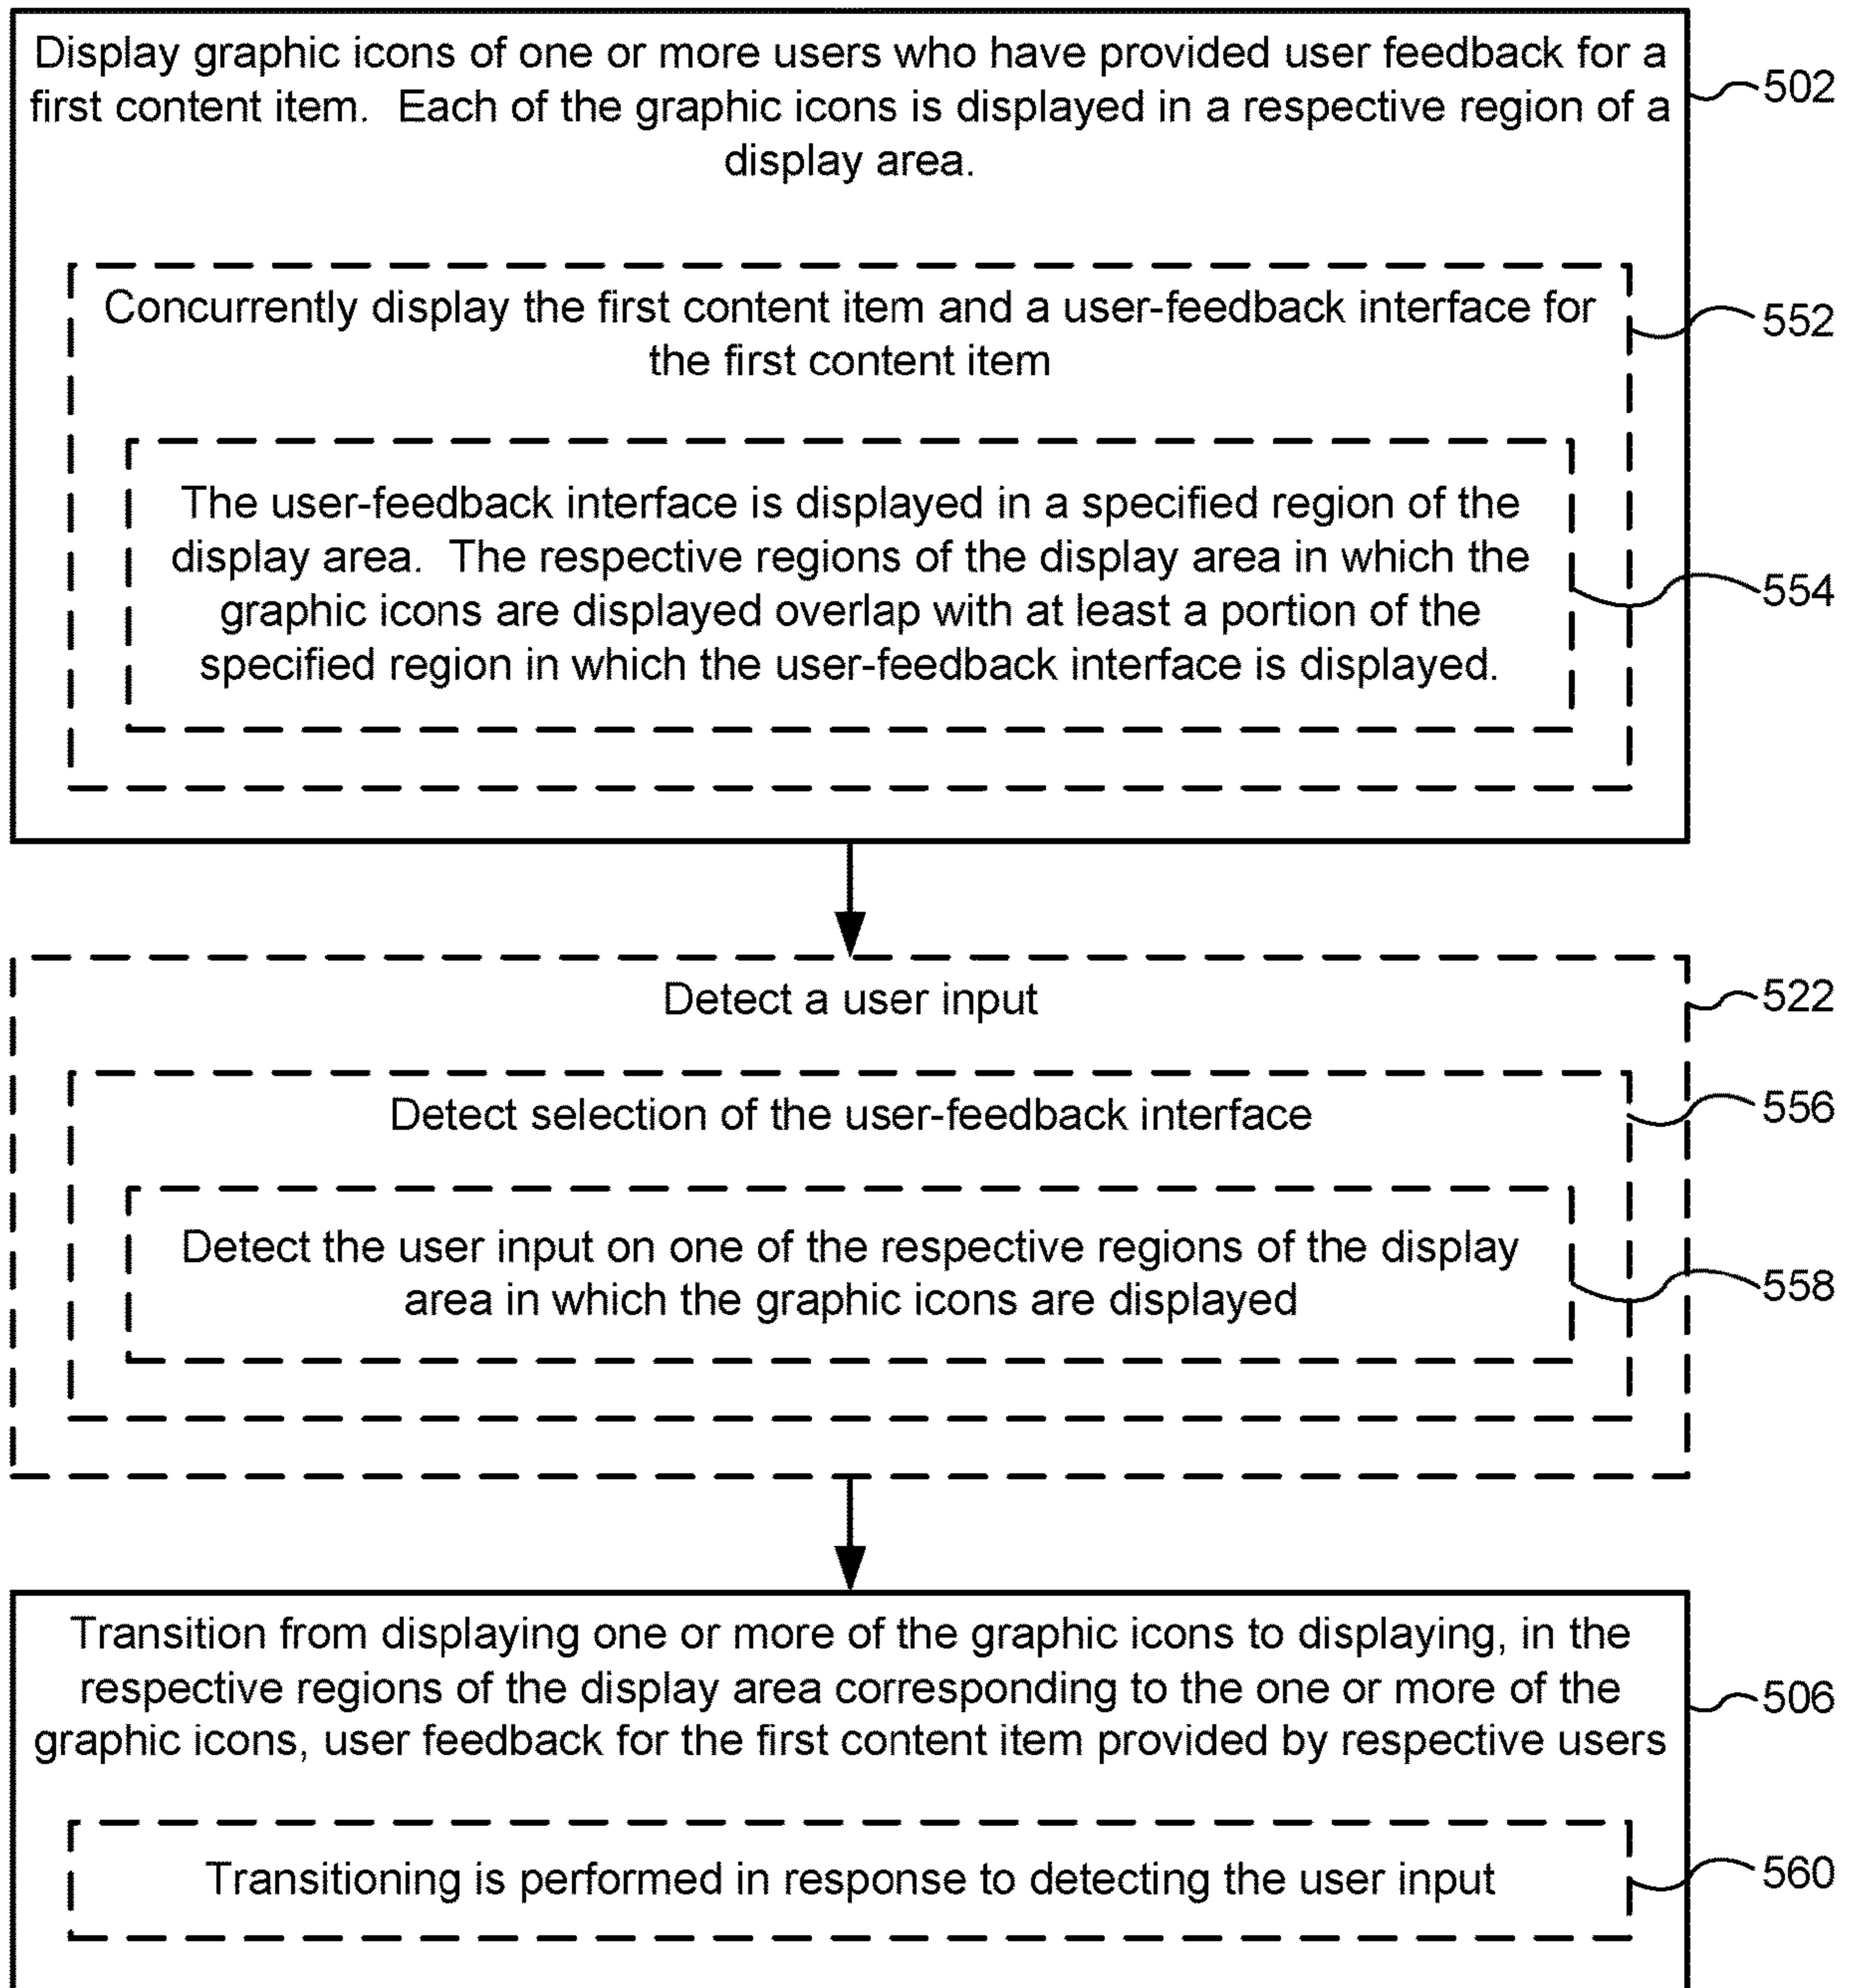 Display graphic icons of one or more users who have provided user feedback for a
first content item.  Each of the graphic icons is displayed in a respective region of a
display area.
502
Concurrently display the first content item and a user-feedback interface for
the first content item
552
The user-feedback interface is displayed in a specified region of the
display area.  The respective regions of the display area in which the
graphic icons are displayed overlap with at least a portion of the
specified region in which the user-feedback interface is displayed.
554
Detect a user input
522
Detect selection of the user-feedback interface
556
Detect the user input on one of the respective regions of the display
area in which the graphic icons are displayed
558
Transition from displaying one or more of the graphic icons to displaying, in the
respective regions of the display area corresponding to the one or more of the
graphic icons, user feedback for the first content item provided by respective users
506
Transitioning is performed in response to detecting the user input
560